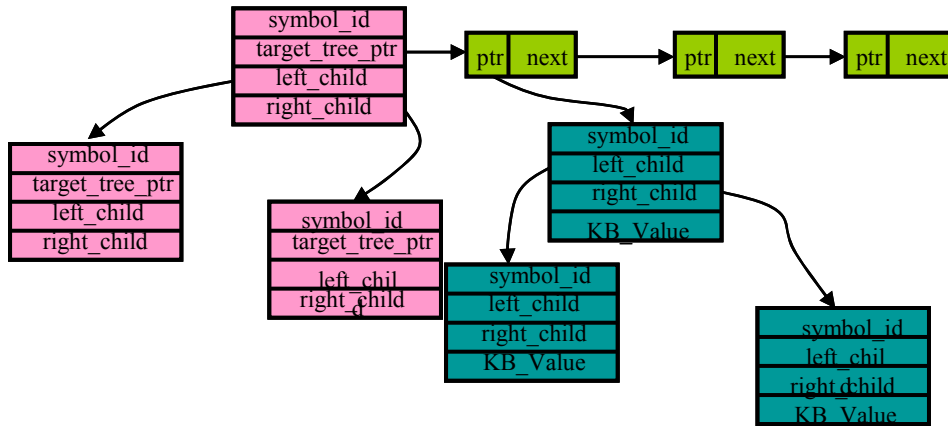 symbol_id
target_tree_ptr
left_child
right_child
ptr next
ptr next
ptr next
symbol_id
target_tree_ptr
left_child
right_child
symbol_id
target_tree_ptr
left_chil
d
right_child
symbol_id
left_child
right_child
KB_Value
symbol_id
left_child
right_child
KB_Value
symbol_id
left_chil
d
right_child
KB_Value